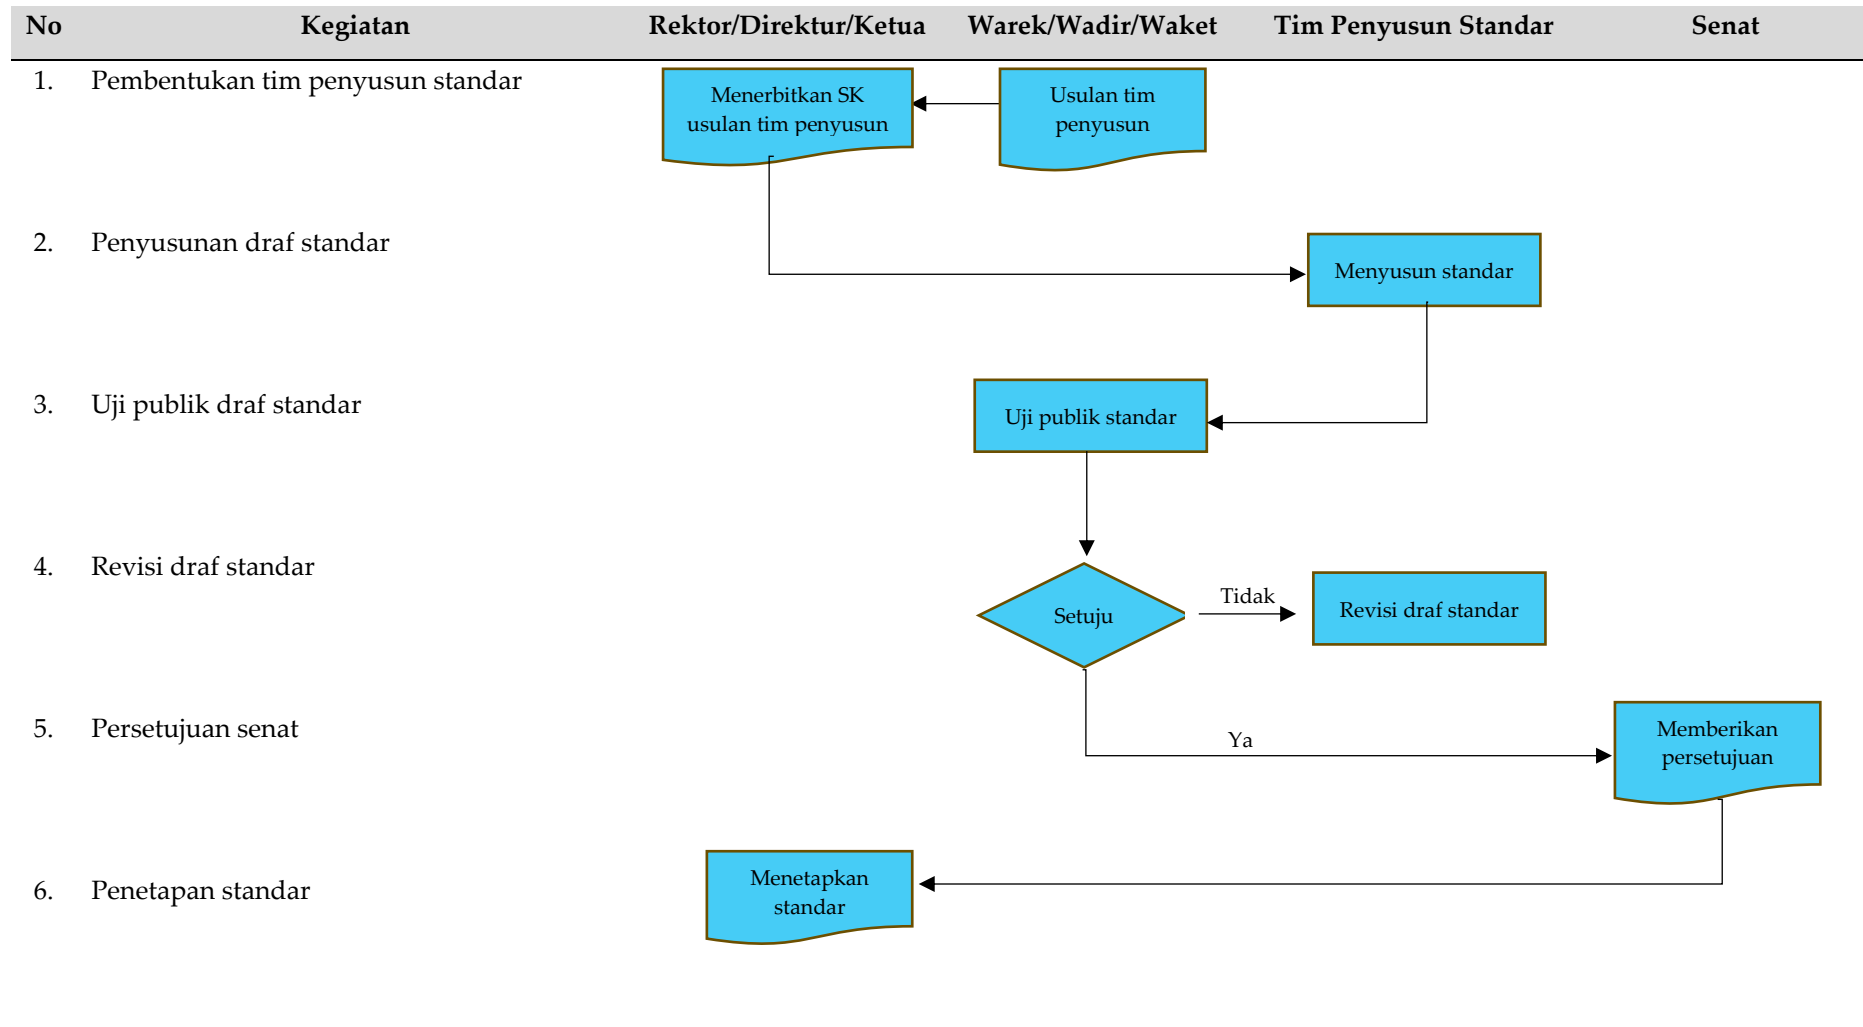 No Kegiatan Rektor/Direktur/Ketua Warek/Wadir/Waket Tim Penyusun Standar Senat
1. Pembentukan tim penyusun standar
Menerbitkan SK
usulan tim penyusun
Usulan tim
penyusun
2. Penyusunan draf standar
Menyusun standar
3. Uji publik draf standar
Uji publik standar
4. Revisi draf standar
Setuju
Tidak
Revisi draf standar
5. Persetujuan senat
Ya
Memberikan
persetujuan
6. Penetapan standar
Menetapkan
standar